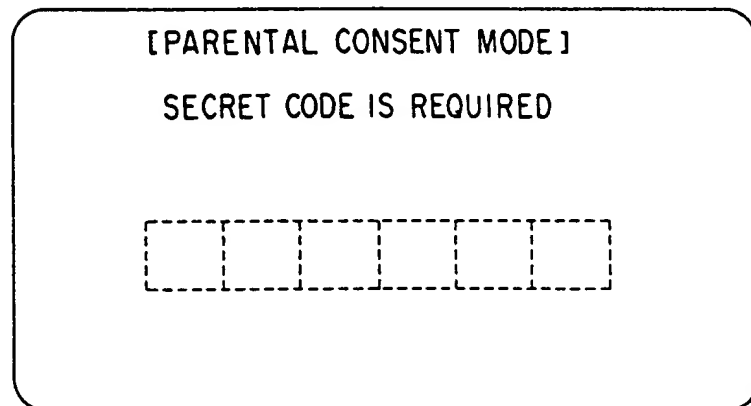 [PARENTAL CONSENT MODE]
SECRET CODE IS REQUIRED